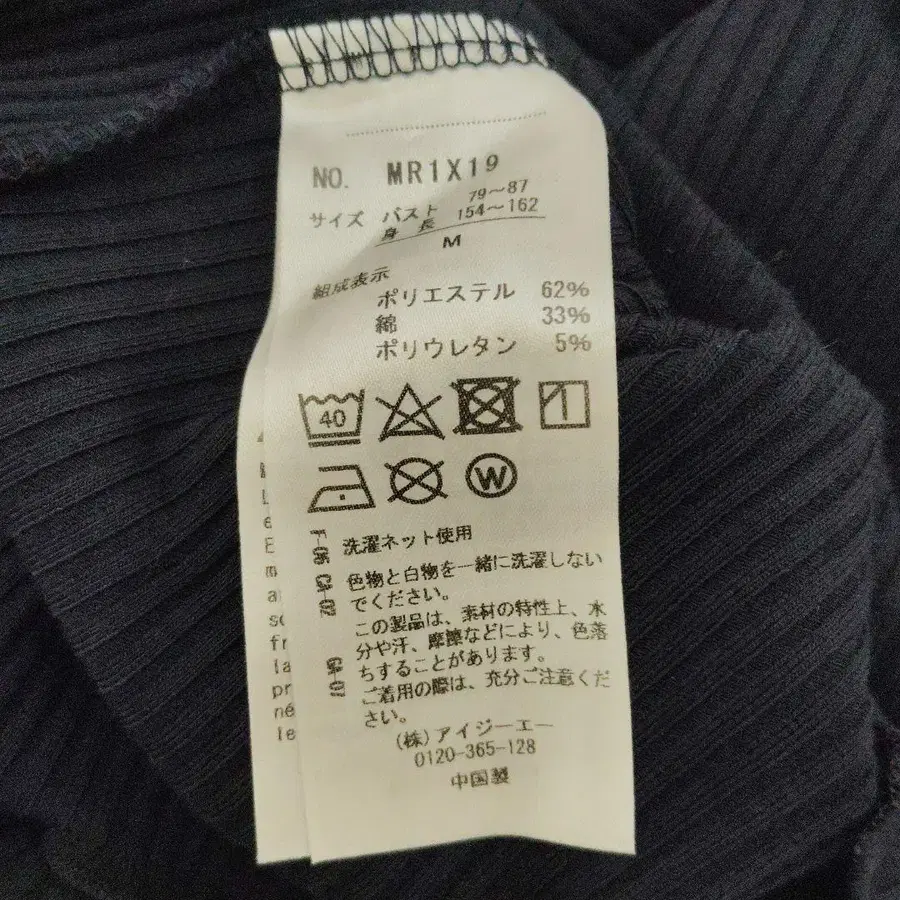 NO. MR1X19
サイズ バスト 79～87
身長 154～162
M
組成表示
ポリエステル 62%
綿 33%
ポリウレタン 5%
40
W
F-06 洗濯ネット使用
CA-02 色物と白物を一緒に洗濯しない
でください。
CA-07 この製品は、素材の特性上、水
分や汗、摩擦などにより、色落
ちすることがあります。
ご着用の際は、充分ご注意くだ
さい。
(株)アイジーエー
0120-365-128
中国製